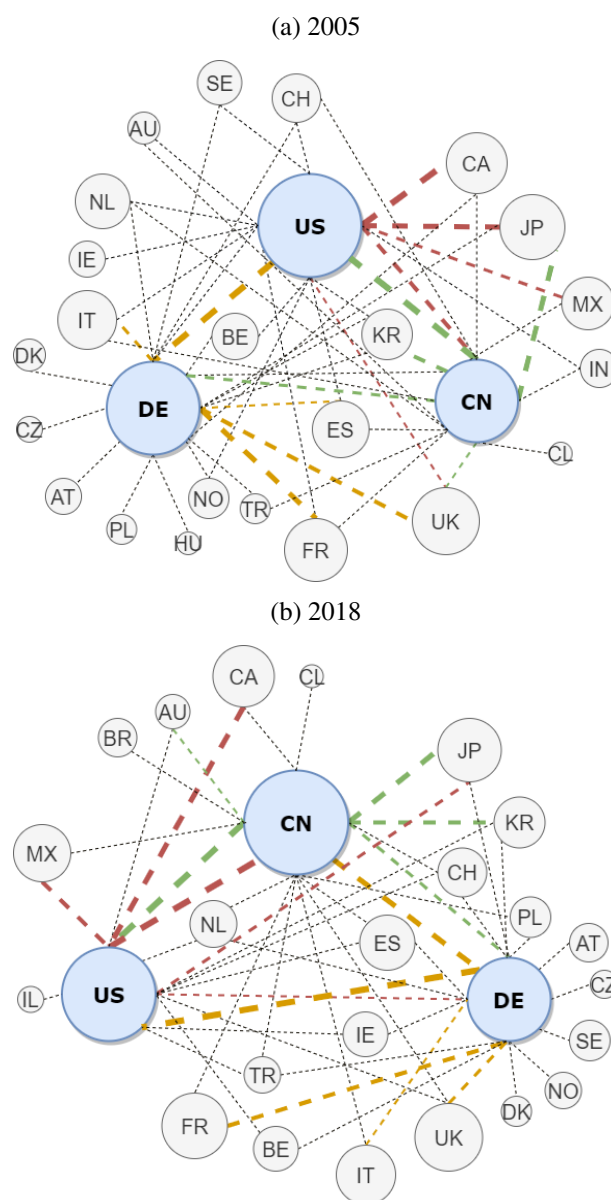 (a) 2005
SE
CH
AU
CA
NL
US
JP
IE
MX
IT
BE
KR
IN
DK
DE
CN
CZ
ES
CL
AT
NO
TR
PL
HU
FR
UK
(b) 2018
CA
CL
AU
BR
JP
CN
KR
MX
CH
NL
ES
PL
AT
US
IL
DE
CZ
IE
SE
TR
NO
DK
FR
BE
UK
IT